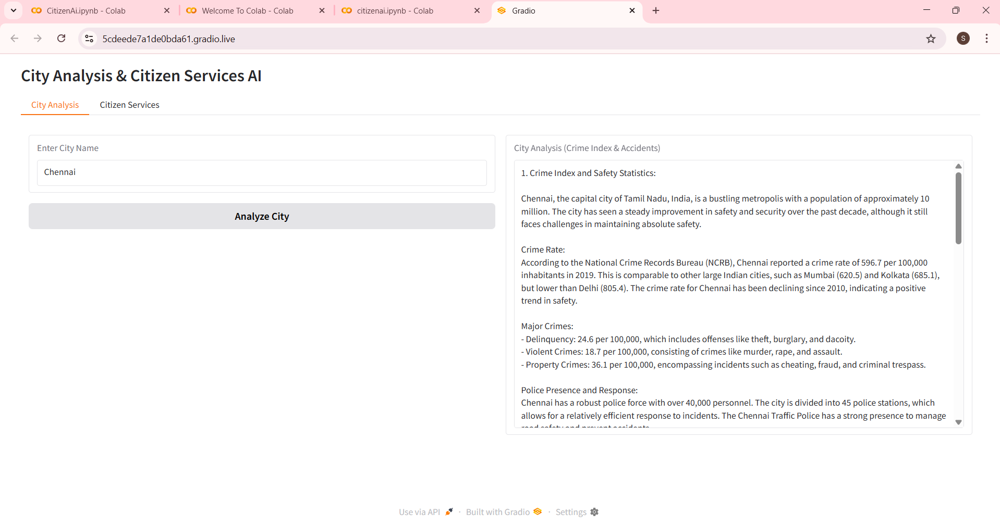 CitizenAi.ipynb - Colab
Welcome To Colab - Colab
citizenai.ipynb - Colab
Gradio
5cdeede7a1de0bda61.gradio.live
S
City Analysis & Citizen Services AI
City Analysis
Citizen Services
Enter City Name
Chennai
Analyze City
City Analysis (Crime Index & Accidents)
1. Crime Index and Safety Statistics:
Chennai, the capital city of Tamil Nadu, India, is a bustling metropolis with a population of approximately 10
million. The city has seen a steady improvement in safety and security over the past decade, although it still
faces challenges in maintaining absolute safety.
Crime Rate:
According to the National Crime Records Bureau (NCRB), Chennai reported a crime rate of 596.7 per 100,000
inhabitants in 2019. This is comparable to other large Indian cities, such as Mumbai (620.5) and Kolkata (685.1),
but lower than Delhi (805.4). The crime rate for Chennai has been declining since 2010, indicating a positive
trend in safety.
Major Crimes:
- Delinquency: 24.6 per 100,000, which includes offenses like theft, burglary, and dacoity.
- Violent Crimes: 18.7 per 100,000, consisting of crimes like murder, rape, and assault.
- Property Crimes: 36.1 per 100,000, encompassing incidents such as cheating, fraud, and criminal trespass.
Police Presence and Response:
Chennai has a robust police force with over 40,000 personnel. The city is divided into 45 police stations, which
allows for a relatively efficient response to incidents. The Chennai Traffic Police has a strong presence to manage
road safety and prevent accidents.
Use via API · Built with Gradio · Settings